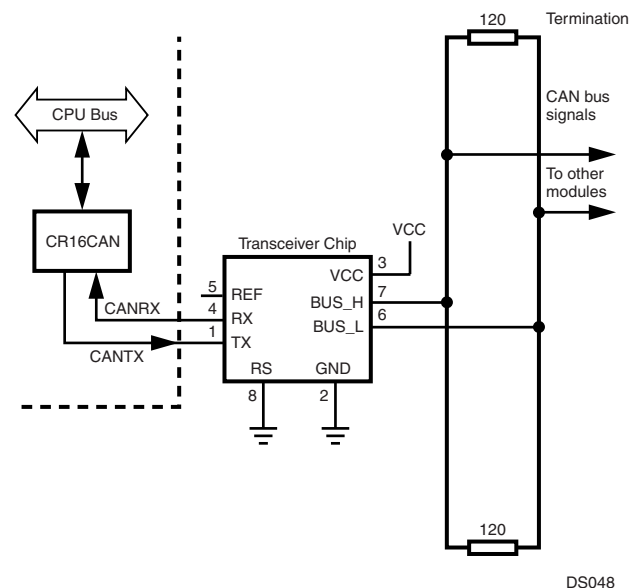 120
Termination
CAN bus
signals
CPU Bus
To other
modules
CR16CAN
VCC
Transceiver Chip
3
VCC
5
REF
7
BUS_H
CANRX
4
RX
6
BUS_L
1
TX
CANTX
RS
GND
8
2
120
DS048